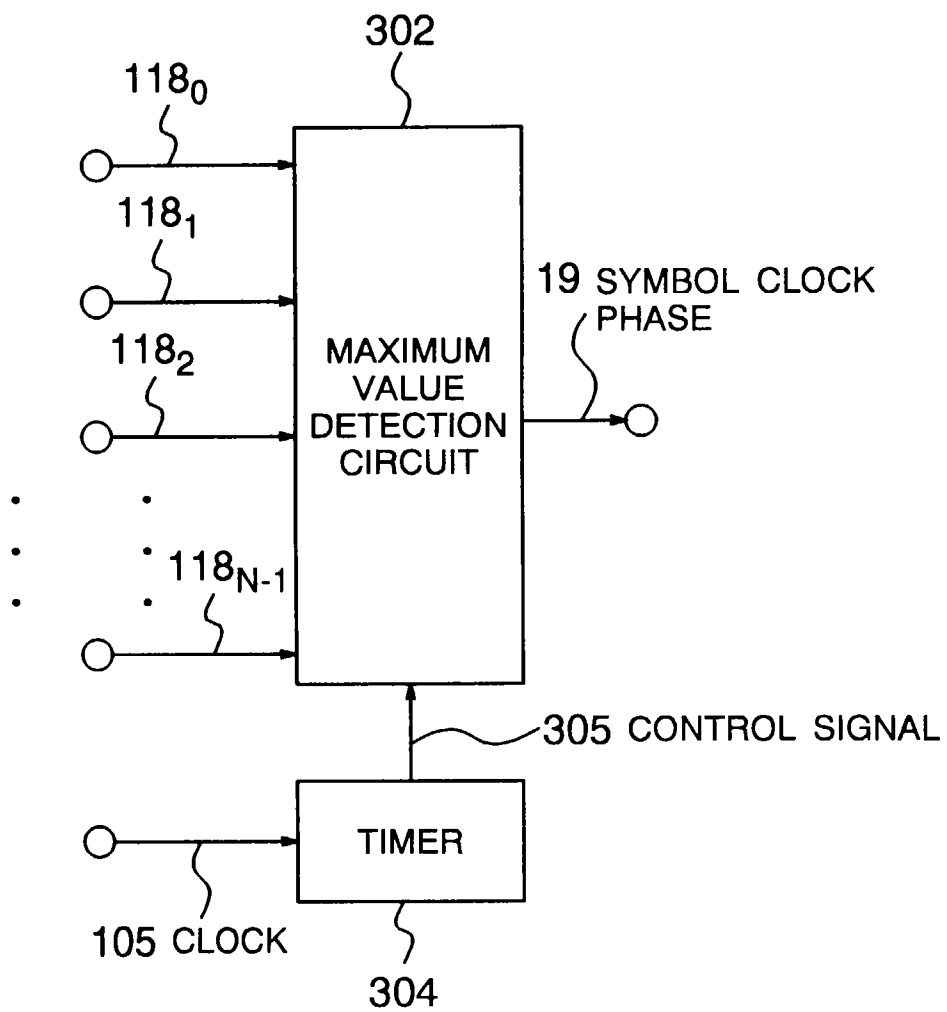 302
118₀
118₁
19 SYMBOL CLOCK
PHASE
118₂
MAXIMUM
VALUE
DETECTION
CIRCUIT
118N-1
305 CONTROL SIGNAL
TIMER
105 CLOCK
304